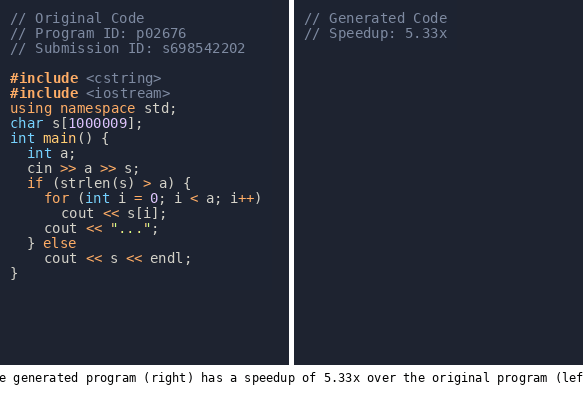 // Original Code
// Program ID: p02676
// Submission ID: s698542202
#include <cstring>
#include <iostream>
using namespace std;
char s[1000009];
int main() {
  int a;
  cin >> a >> s;
  if (strlen(s) > a) {
    for (int i = 0; i < a; i++)
      cout << s[i];
    cout << "...";
  } else
    cout << s << endl;
}
// Generated Code
// Speedup: 5.33x
e generated program (right) has a speedup of 5.33x over the original program (lef